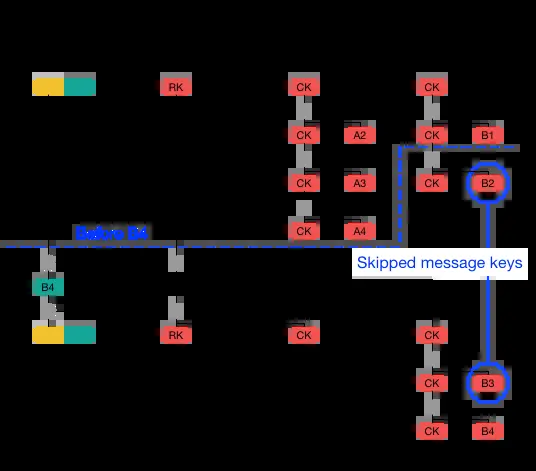 RK CK CK
CK A2 CK B1
CK A3 CK B2
CK A4
Before B4
Skipped message keys
B4
RK CK CK
CK B3
CK B4